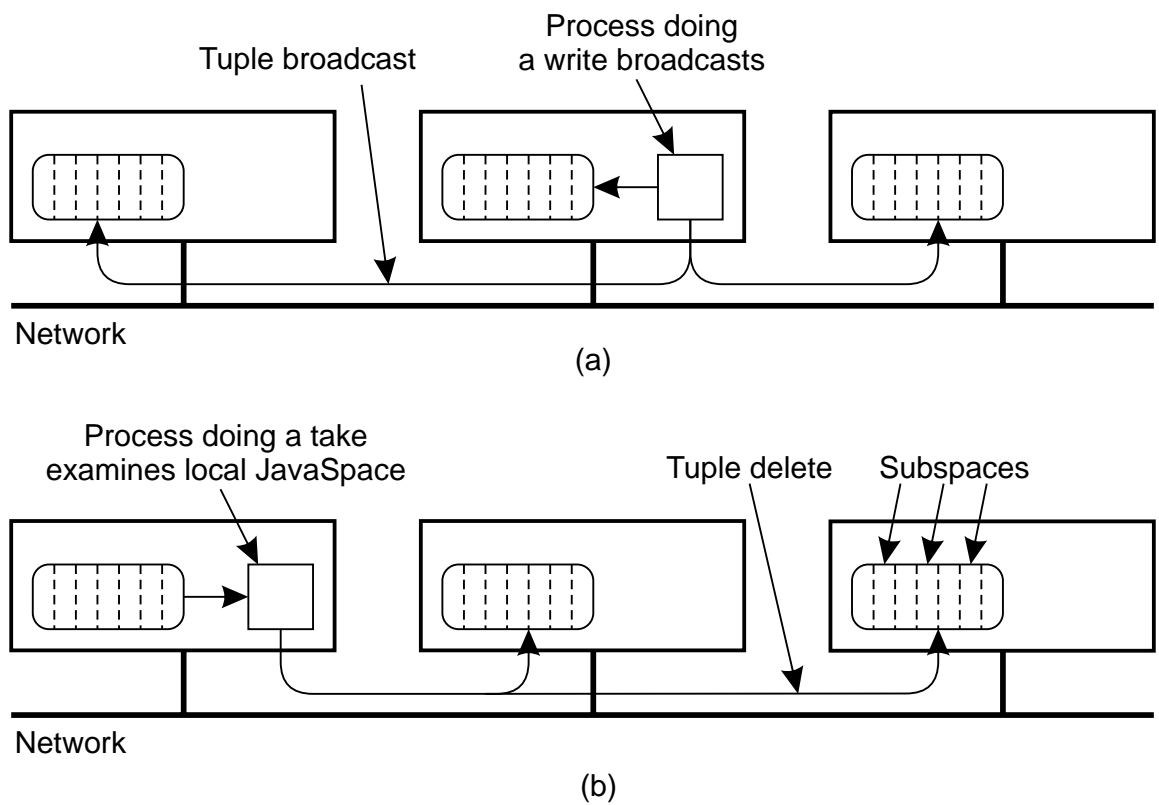 Process doing
a write broadcasts
Tuple broadcast
Network
(a)
Process doing a take
examines local JavaSpace
Tuple delete
Subspaces
Network
(b)